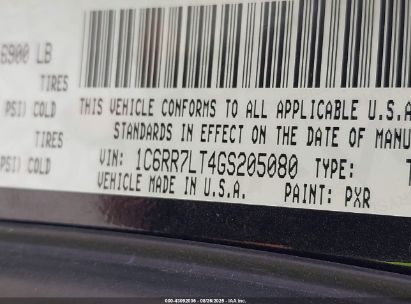 6900 LB
TIRES
PSI) COLD
TIRES
PSI) COLD
THIS VEHICLE CONFORMS TO ALL APPLICABLE U.S.A
STANDARDS IN EFFECT ON THE DATE OF MANU
VIN: 1C6RR7LT4GS205080 TYPE: T
VEHICLE MADE IN U.S.A. PAINT: PXR